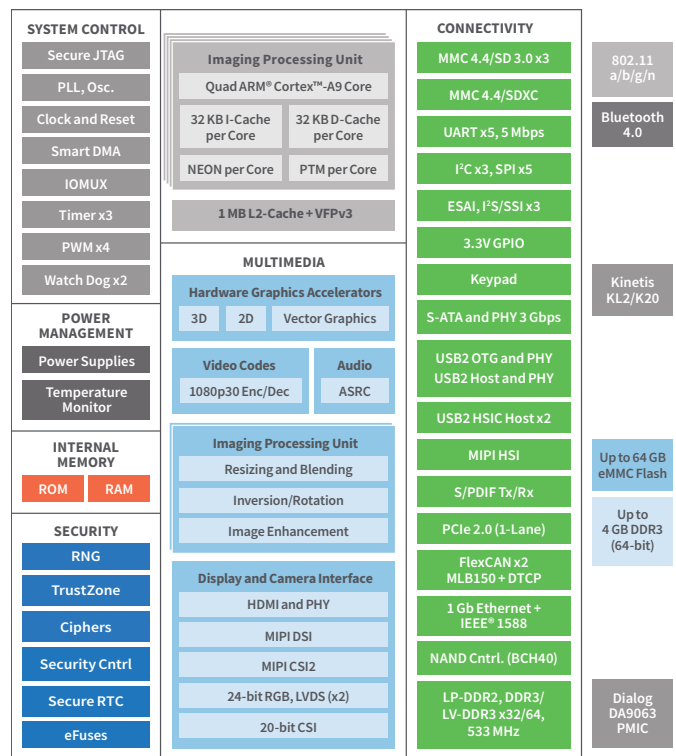 SYSTEM CONTROL
Secure JTAG
PLL, Osc.
Clock and Reset
Smart DMA
IOMUX
Timer x3
PWM x4
Watch Dog x2
POWER
MANAGEMENT
Power Supplies
Temperature
Monitor
INTERNAL
MEMORY
ROM
RAM
SECURITY
RNG
TrustZone
Ciphers
Security Cntrl
Secure RTC
eFuses
Imaging Processing Unit
Quad ARM® Cortex™-A9 Core
32 KB I-Cache
per Core
32 KB D-Cache
per Core
NEON per Core
PTM per Core
1 MB L2-Cache + VFPv3
MULTIMEDIA
Hardware Graphics Accelerators
3D
2D
Vector Graphics
Video Codes
1080p30 Enc/Dec
Audio
ASRC
Imaging Processing Unit
Resizing and Blending
Inversion/Rotation
Image Enhancement
Display and Camera Interface
HDMI and PHY
MIPI DSI
MIPI CSI2
24-bit RGB, LVDS (x2)
20-bit CSI
CONNECTIVITY
MMC 4.4/SD 3.0 x3
MMC 4.4/SDXC
UART x5, 5 Mbps
I²C x3, SPI x5
ESAI, I²S/SSI x3
3.3V GPIO
Keypad
S-ATA and PHY 3 Gbps
USB2 OTG and PHY
USB2 Host and PHY
USB2 HSIC Host x2
MIPI HSI
S/PDIF Tx/Rx
PCIe 2.0 (1-Lane)
FlexCAN x2
MLB150 + DTCP
1 Gb Ethernet +
IEEE® 1588
NAND Cntrl. (BCH40)
LP-DDR2, DDR3/
LV-DDR3 x32/64,
533 MHz
802.11
a/b/g/n
Bluetooth
4.0
Kinetis
KL2/K20
Up to 64 GB
eMMC Flash
Up to
4 GB DDR3
(64-bit)
Dialog
DA9063
PMIC